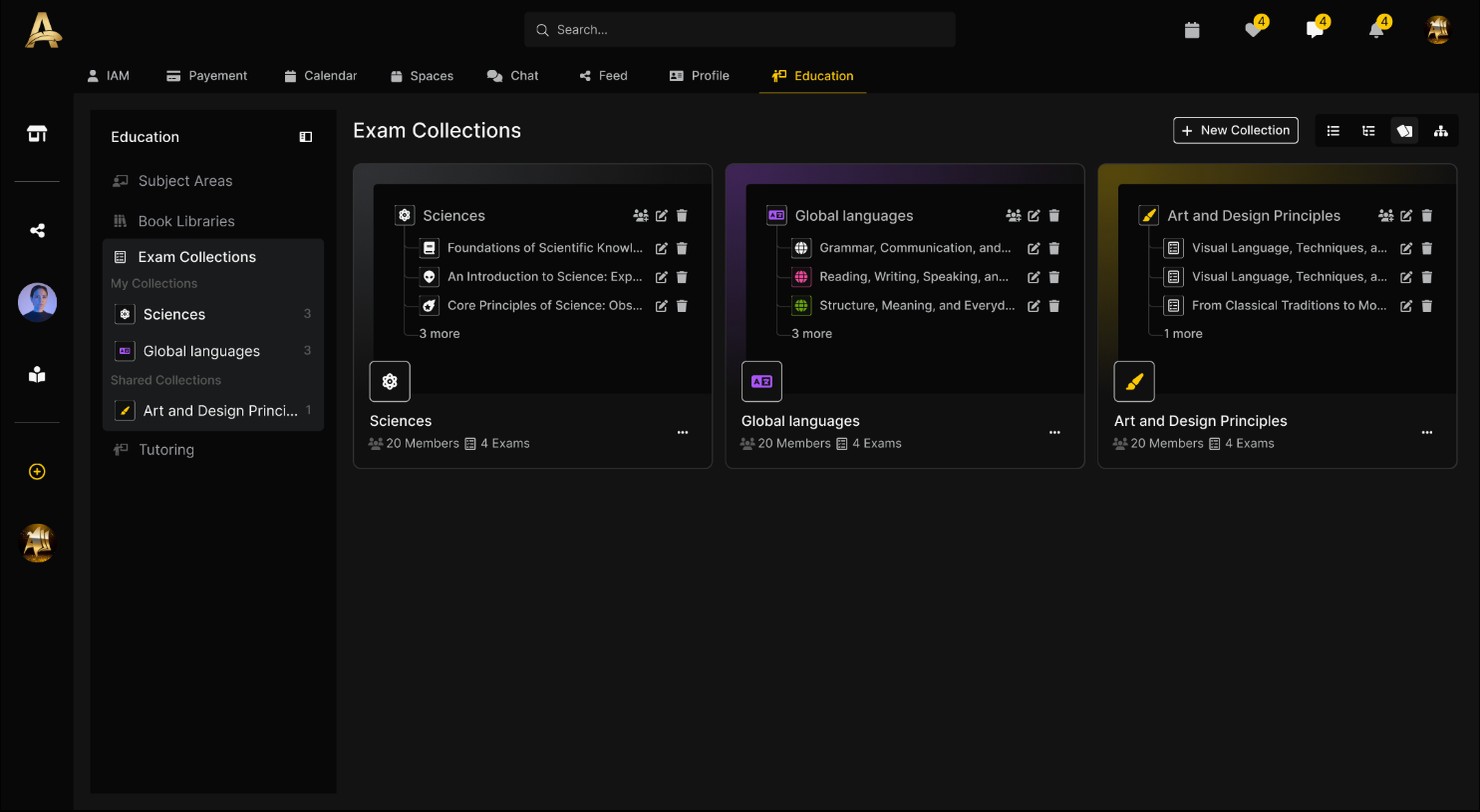 Search...
4
4
4
IAM
Payement
Calendar
Spaces
Chat
Feed
Profile
Education
Education
Subject Areas
Book Libraries
Exam Collections
My Collections
Sciences 3
Global languages 3
Shared Collections
Art and Design Princi... 1
Tutoring
Exam Collections
+ New Collection
Sciences
Foundations of Scientific Knowl...
An Introduction to Science: Exp...
Core Principles of Science: Obs...
3 more
Sciences
20 Members 4 Exams
Global languages
Grammar, Communication, and...
Reading, Writing, Speaking, an...
Structure, Meaning, and Everyd...
3 more
Global languages
20 Members 4 Exams
Art and Design Principles
Visual Language, Techniques, a...
Visual Language, Techniques, a...
From Classical Traditions to Mo...
1 more
Art and Design Principles
20 Members 4 Exams